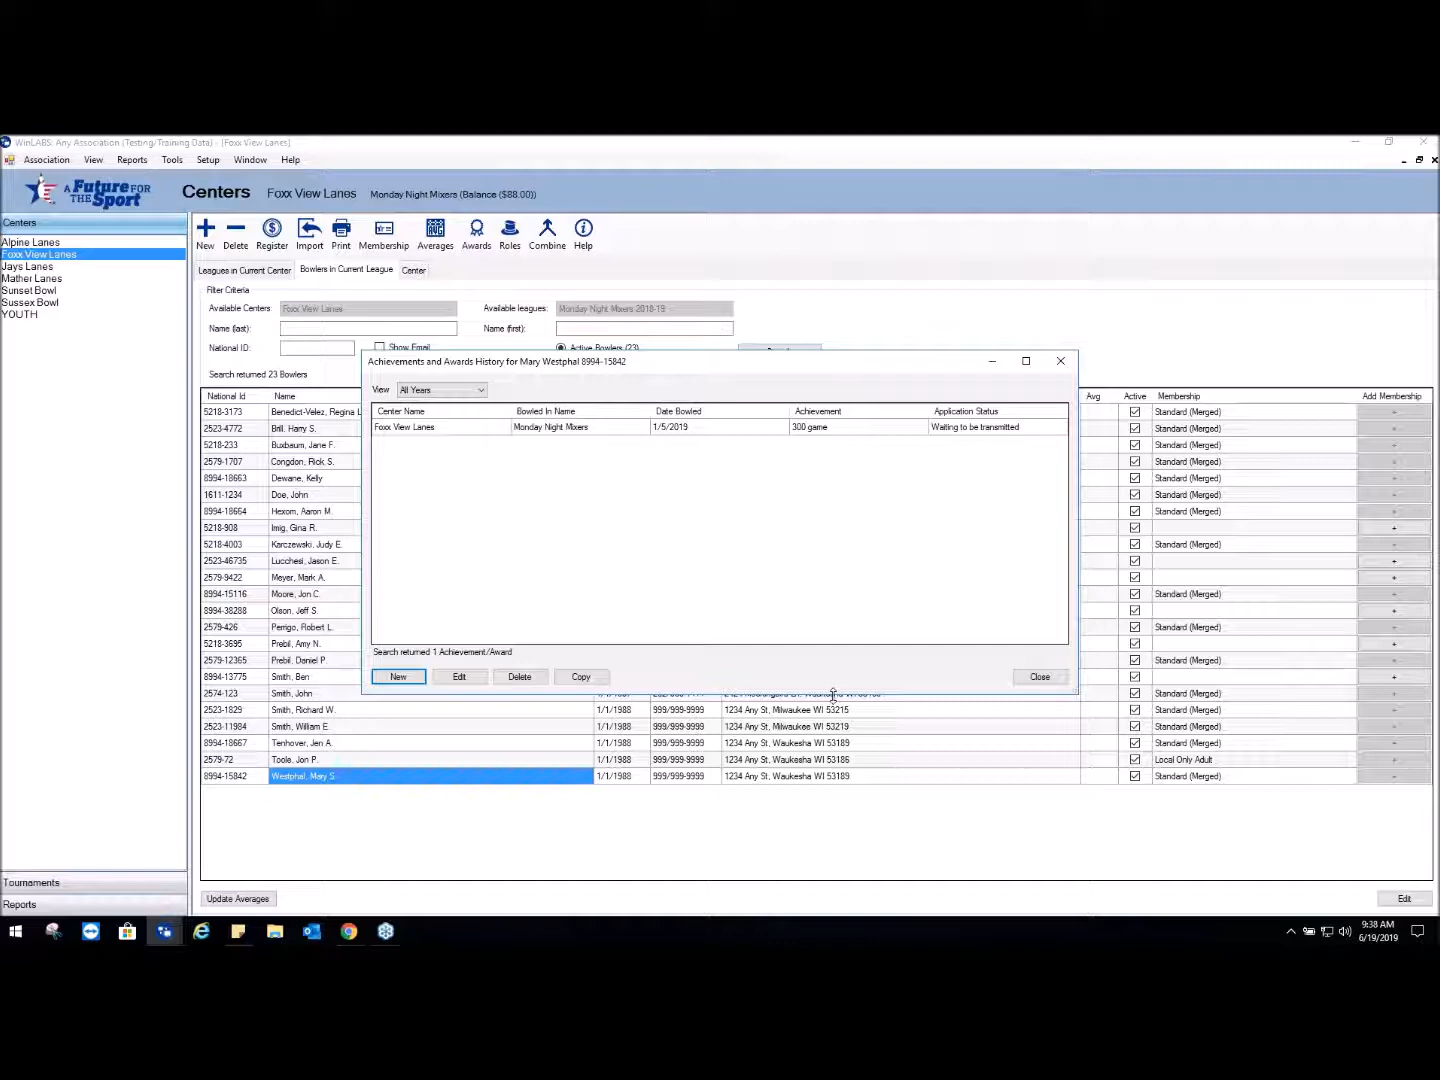 WinLABS: Any Association (Testing/Training Data) - [Foxx View Lanes]
Association View Reports Tools Setup Window Help
A Future FOR THE Sport
Centers Foxx View Lanes Monday Night Mixers (Balance ($88.00))
Centers
Alpine Lanes
Foxx View Lanes
Jays Lanes
Mather Lanes
Sunset Bowl
Sussex Bowl
YOUTH
Tournaments
Reports
New Delete Register Import Print Membership Averages Awards Roles Combine Help
Leagues in Current Center Bowlers in Current League Center
Filter Criteria
Available Centers: Foxx View Lanes Available leagues: Monday Night Mixers 2018-19
Name (last): Name (first):
National ID: Show Email Active Bowlers (23)
Search returned 23 Bowlers
Achievements and Awards History for Mary Westphal 8994-15842
View All Years
Center Name Bowled In Name Date Bowled Achievement Application Status
Foxx View Lanes Monday Night Mixers 1/5/2019 300 game Waiting to be transmitted
Search returned 1 Achievement/Award
New Edit Delete Copy Close
National Id Name Avg Active Membership Add Membership
5218-3173 Benedict-Velez, Regina L Standard (Merged) +
2523-4772 Brill, Harry S. Standard (Merged) +
5218-233 Buxbaum, Jane F. Standard (Merged) +
2579-1707 Congdon, Rick S. Standard (Merged) +
8994-18663 Dewane, Kelly Standard (Merged) +
1611-1234 Doe, John Standard (Merged) +
8994-18664 Hexom, Aaron M. Standard (Merged) +
5218-908 Imig, Gina R. +
5218-4003 Karczewski, Judy E. Standard (Merged) +
2523-46735 Lucchesi, Jason E. +
2579-9422 Meyer, Mark A. +
8994-15116 Moore, Jon C. Standard (Merged) +
8994-38288 Olson, Jeff S. +
2579-426 Perrigo, Robert L. Standard (Merged) +
5218-3695 Prebil, Amy N. +
2579-12365 Prebil, Daniel P. Standard (Merged) +
8994-13775 Smith, Ben +
2574-123 Smith, John Standard (Merged) +
2523-1829 Smith, Richard W. 1/1/1988 999/999-9999 1234 Any St, Milwaukee WI 53215 Standard (Merged) +
2523-11984 Smith, William E. 1/1/1988 999/999-9999 1234 Any St, Milwaukee WI 53219 Standard (Merged) +
8994-18667 Tenhover, Jen A. 1/1/1988 999/999-9999 1234 Any St, Waukesha WI 53189 Standard (Merged) +
2579-72 Toole, Jon P. 1/1/1988 999/999-9999 1234 Any St, Waukesha WI 53186 Local Only Adult +
8994-15842 Westphal, Mary S. 1/1/1988 999/999-9999 1234 Any St, Waukesha WI 53189 Standard (Merged) +
Update Averages Edit
9:38 AM
6/19/2019